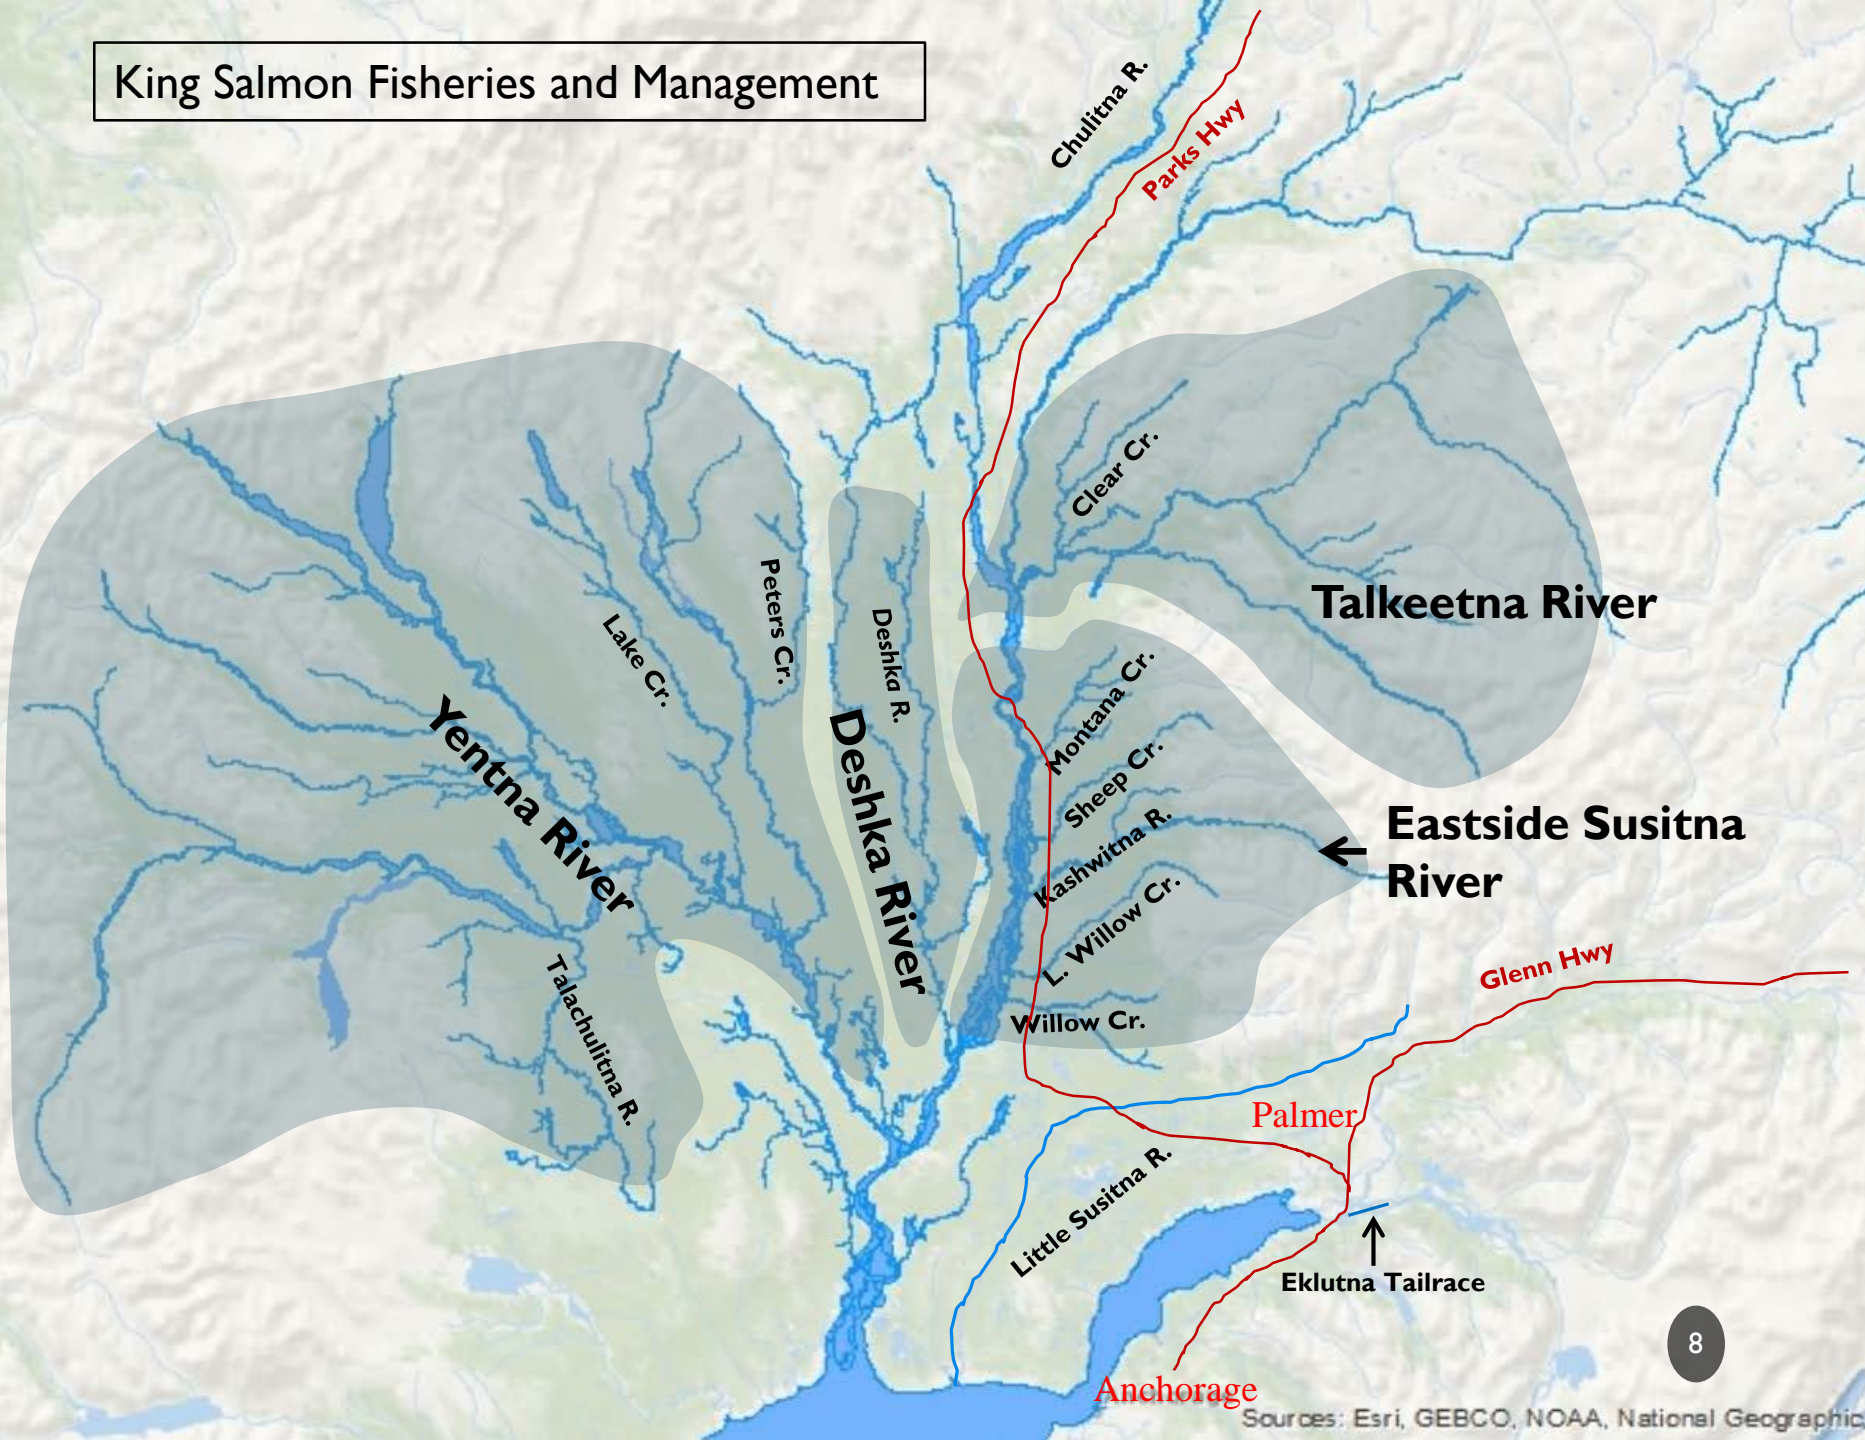 King Salmon Fisheries and Management
Chulitna R.
Parks Hwy
Clear Cr.
Talkeetna River
Peters Cr.
Lake Cr.
Deshka R.
Deshka River
Yentna River
Montana Cr.
Sheep Cr.
Kashwitna R.
Eastside Susitna
River
L. Willow Cr.
Willow Cr.
Talachulitna R.
Glenn Hwy
Palmer
Little Susitna R.
Eklutna Tailrace
8
Anchorage
Sources: Esri, GEBCO, NOAA, National Geographic